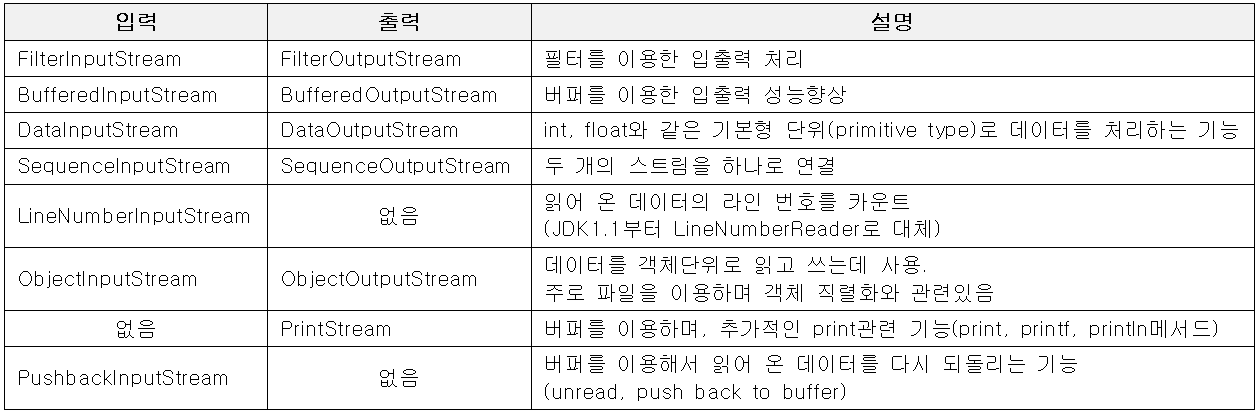 입력 출력 설명
FilterInputStream FilterOutputStream 필터를 이용한 입출력 처리
BufferedInputStream BufferedOutputStream 버퍼를 이용한 입출력 성능향상
DataInputStream DataOutputStream int, float와 같은 기본형 단위(primitive type)로 데이터를 처리하는 기능
SequenceInputStream SequenceOutputStream 두 개의 스트림을 하나로 연결
LineNumberInputStream 없음 읽어 온 데이터의 라인 번호를 카운트
(JDK1.1부터 LineNumberReader로 대체)
ObjectInputStream ObjectOutputStream 데이터를 객체단위로 읽고 쓰는데 사용.
주로 파일을 이용하며 객체 직렬화와 관련있음
없음 PrintStream 버퍼를 이용하며, 추가적인 print관련 기능(print, printf, println메서드)
PushbackInputStream 없음 버퍼를 이용해서 읽어 온 데이터를 다시 되돌리는 기능
(unread, push back to buffer)